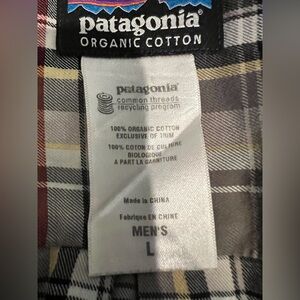 patagonia®
ORGANIC COTTON
patagonia®
common threads
recycling program
100% ORGANIC COTTON
EXCLUSIVE OF TRIM
100% COTON DE CULTURE
BIOLOGIQUE
A PART LA GARNITURE
Made in CHINA
Fabrique EN CHINE
MEN'S
L